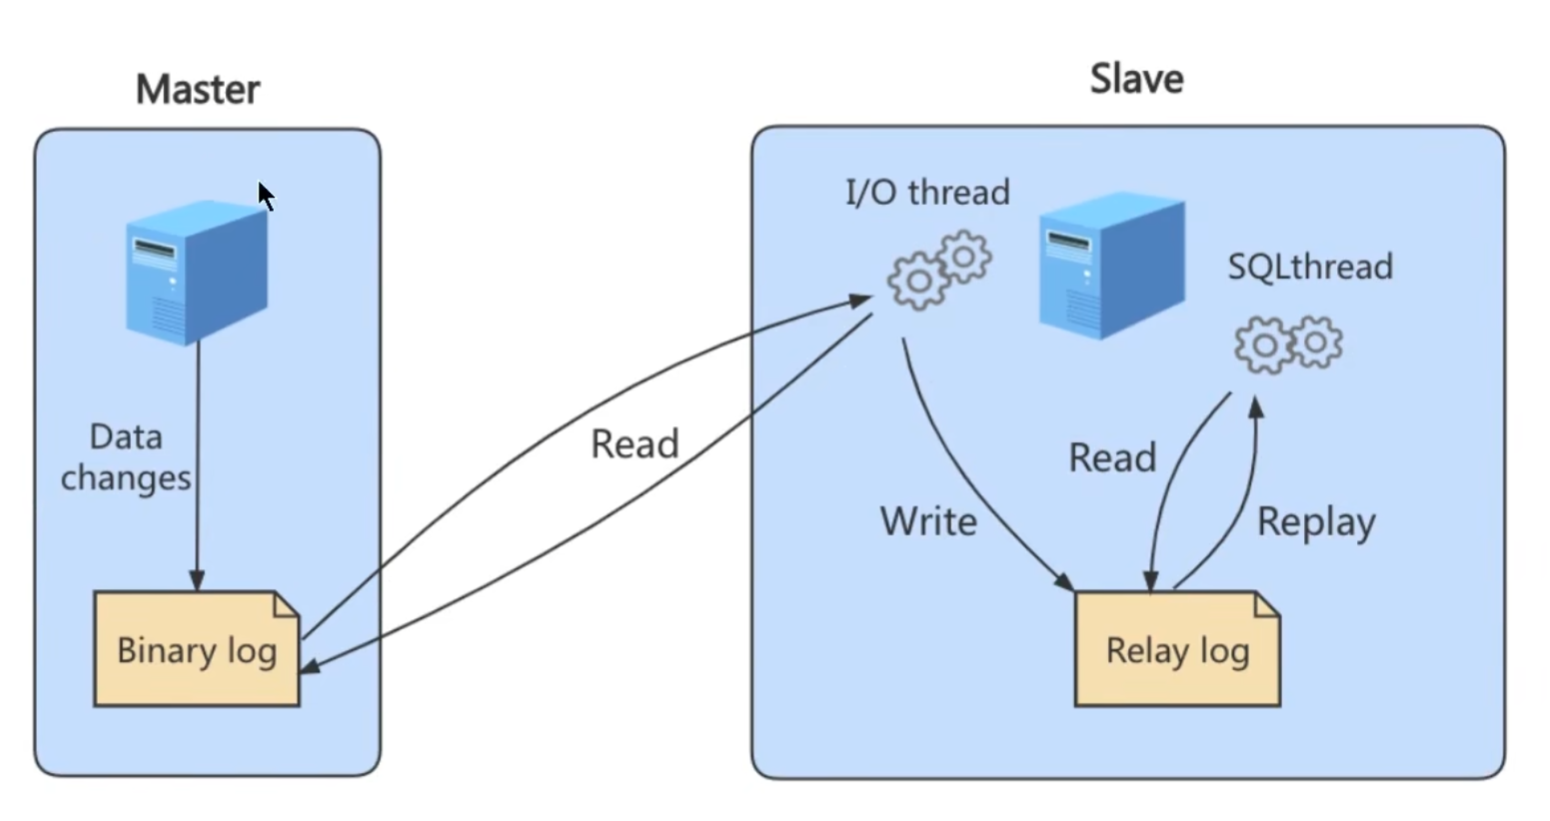 Master
Data
changes
Binary log
Read
Slave
I/O thread
SQLthread
Read
Write
Replay
Relay log